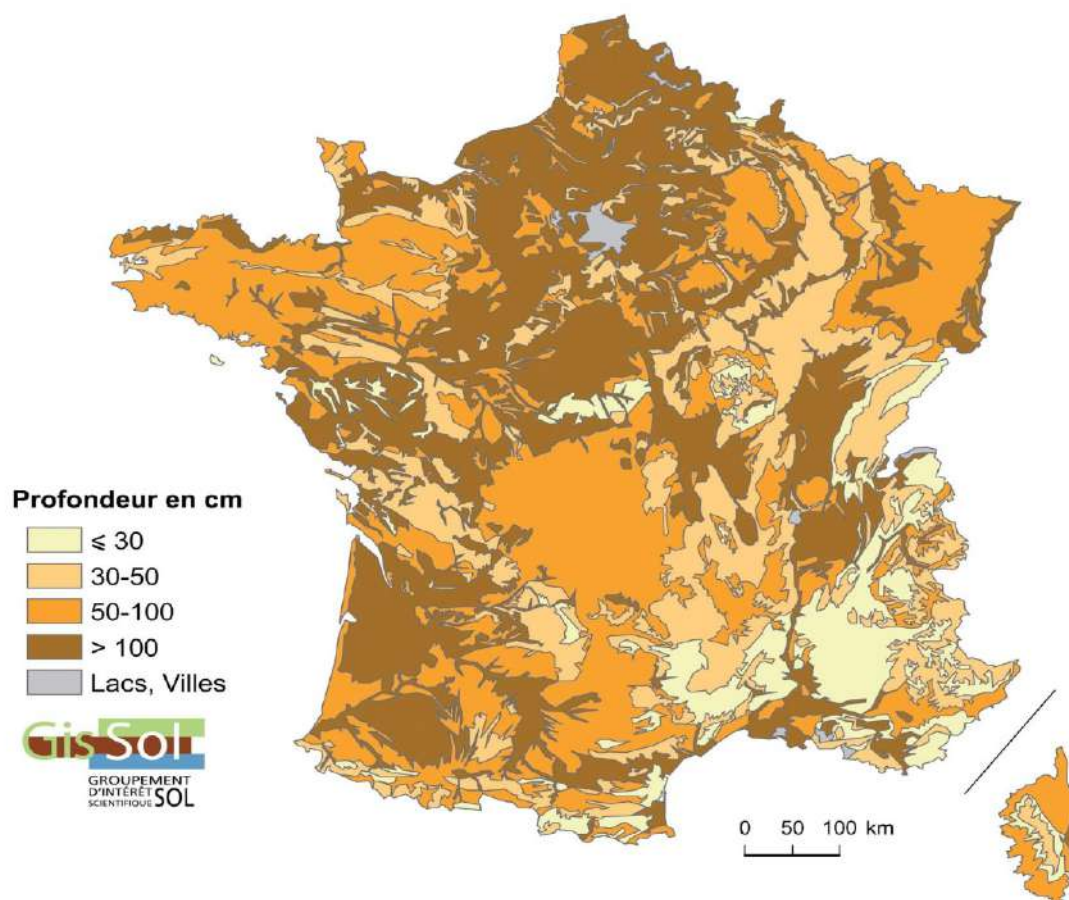 Profondeur en cm
⩽ 30
30-50
50-100
> 100
Lacs, Villes
Gis Sol
GROUPEMENT
D'INTÉRÊT
SCIENTIFIQUE SOL
0 50 100 km